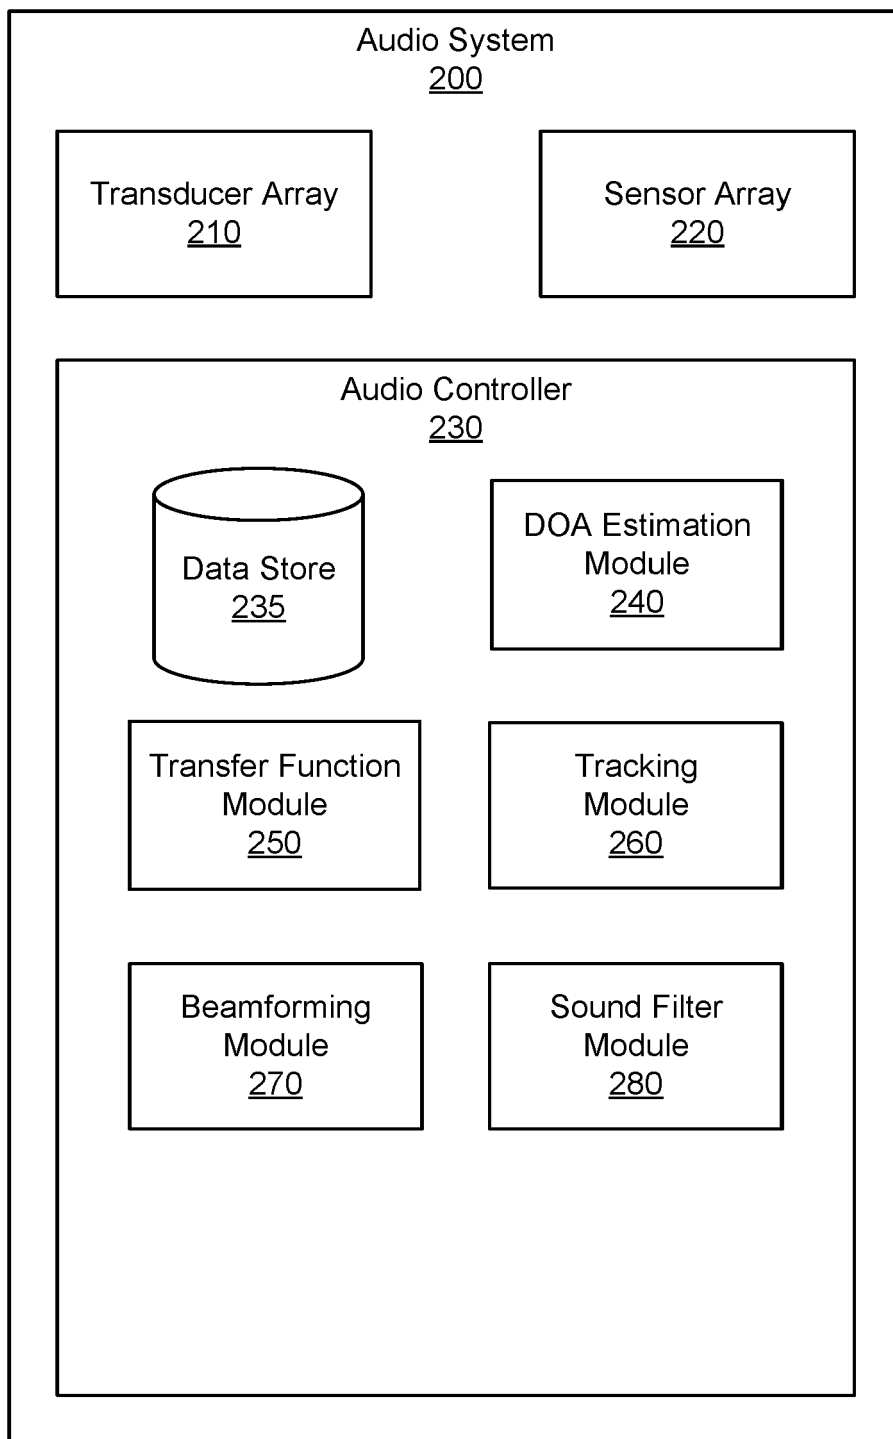 Audio System
200
Transducer Array
210
Sensor Array
220
Audio Controller
230
Data Store
235
DOA Estimation
Module
240
Transfer Function
Module
250
Tracking
Module
260
Beamforming
Module
270
Sound Filter
Module
280